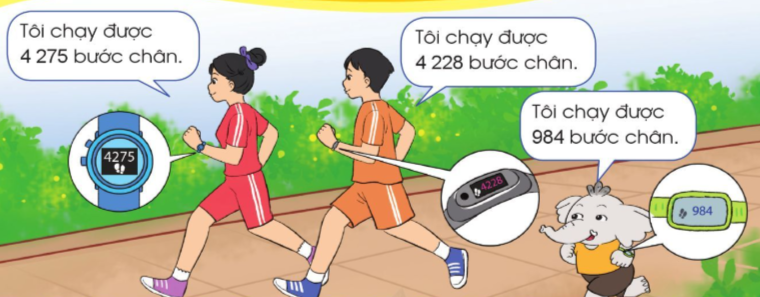 Tôi chạy được
4 275 bước chân.
Tôi chạy được
4 228 bước chân.
Tôi chạy được
984 bước chân.
4275
4228
984